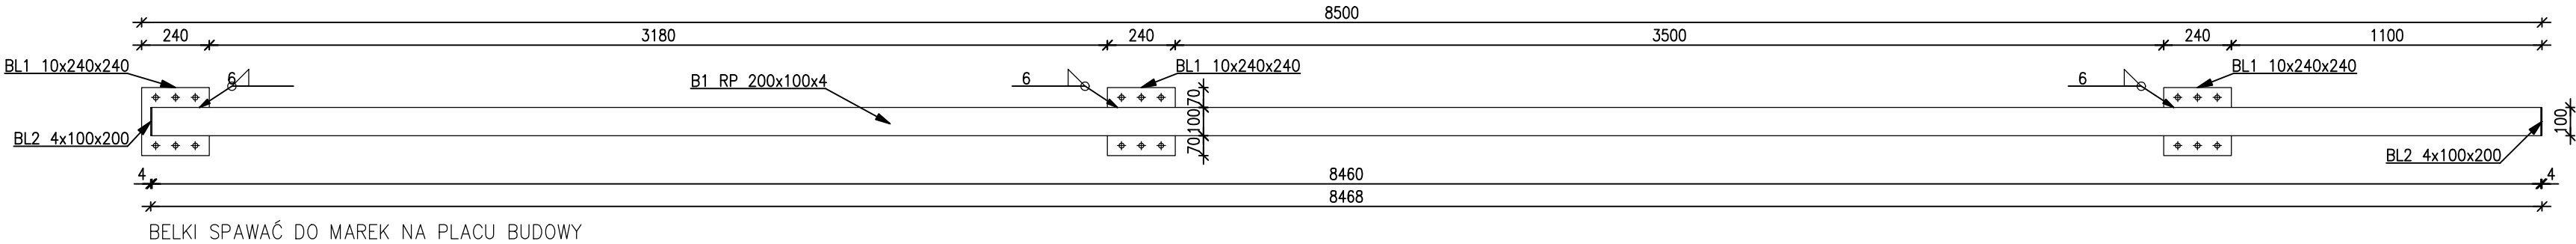 8500
240 3180 240 3500 240 1100
BL1 10x240x240
6
B1 RP 200x100x4
6
BL1 10x240x240
6
BL1 10x240x240
70
100
70
100
BL2 4x100x200
BL2 4x100x200
4 8460 4
8468
BELKI SPAWAĆ DO MAREK NA PLACU BUDOWY